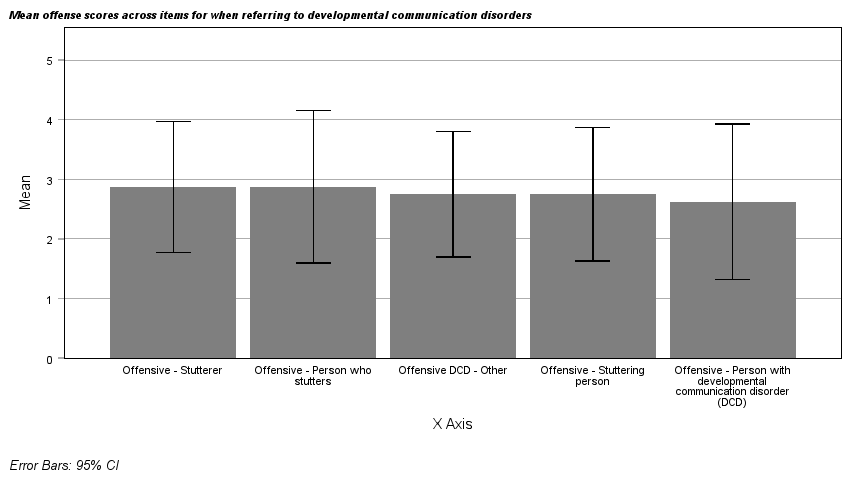 Mean offense scores across items for when referring to developmental communication disorders
5
4
3
2
1
0
Mean
Offensive - Stutterer
Offensive - Person who
stutters
Offensive DCD - Other
Offensive - Stuttering
person
Offensive - Person with
developmental
communication disorder
(DCD)
X Axis
Error Bars: 95% CI